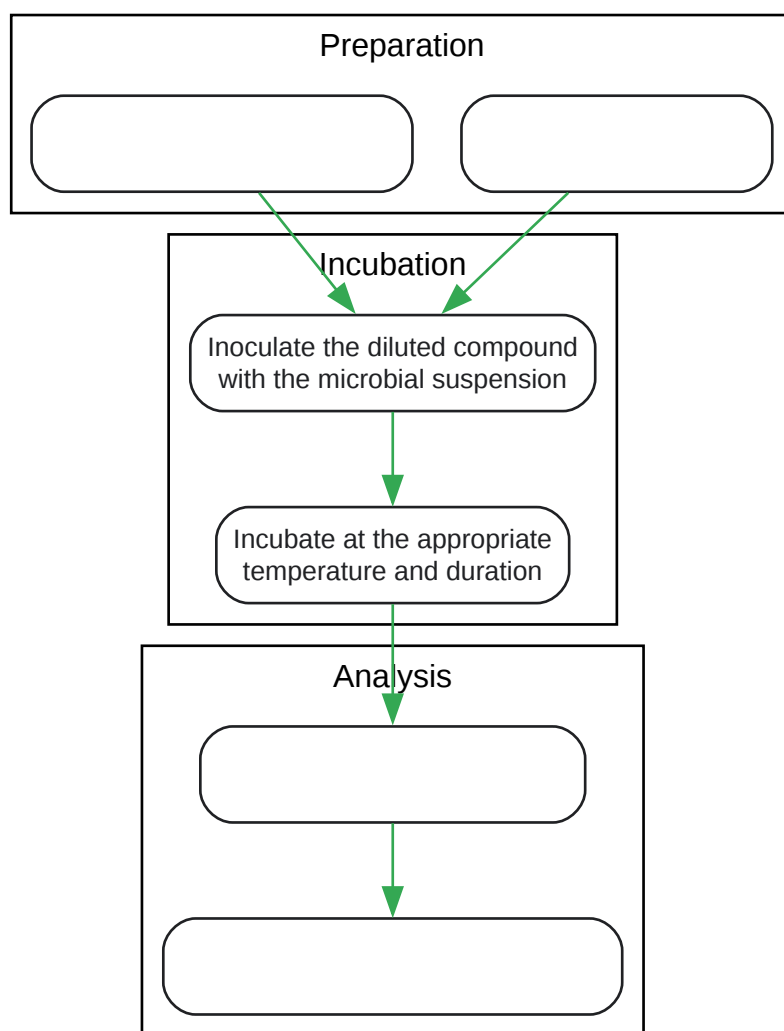 Preparation
Incubation
Inoculate the diluted compound
with the microbial suspension
Incubate at the appropriate
temperature and duration
Analysis